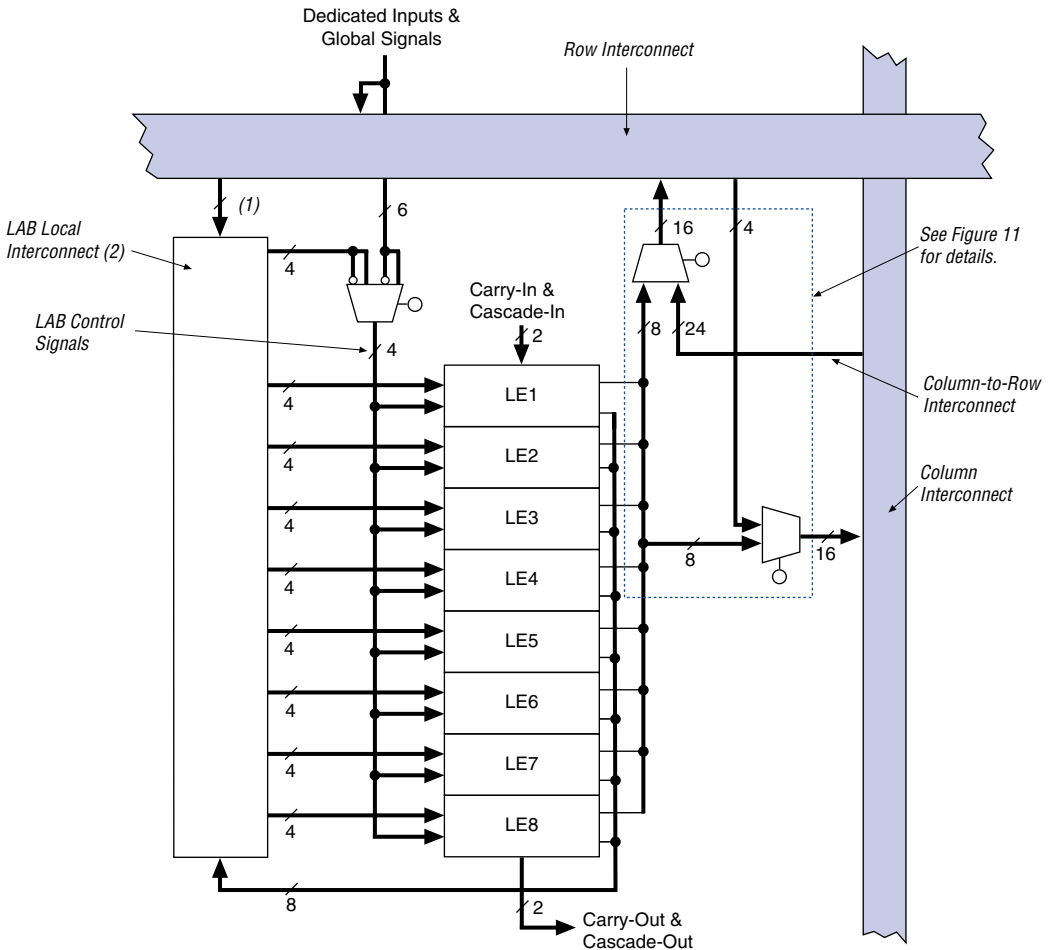 Dedicated Inputs &
Global Signals
Row Interconnect
(1)
6
16
4
LAB Local
Interconnect (2)
4
See Figure 11
for details.
Carry-In &
Cascade-In
LAB Control
Signals
4
2
8
24
Column-to-Row
Interconnect
LE1
4
LE2
4
Column
Interconnect
LE3
4
8
16
LE4
4
LE5
4
LE6
4
LE7
4
LE8
4
8
2
Carry-Out &
Cascade-Out